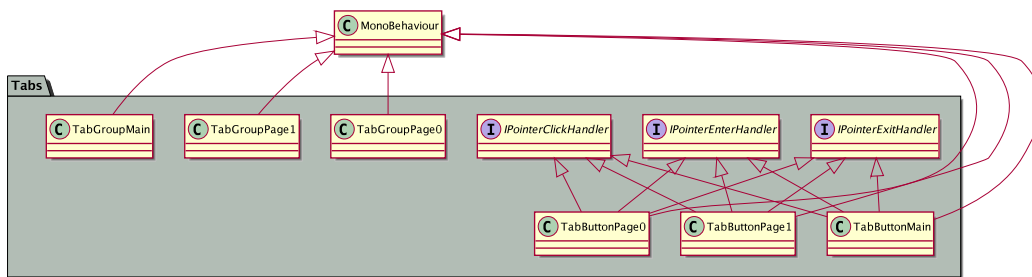 C MonoBehaviour
Tabs
C TabGroupMain
C TabGroupPage1
C TabGroupPage0
I IPointerClickHandler
I IPointerEnterHandler
I IPointerExitHandler
C TabButtonPage0
C TabButtonPage1
C TabButtonMain